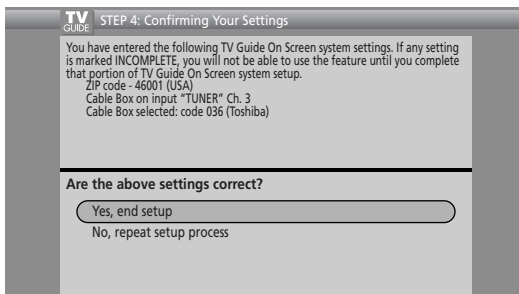 TV
GUIDE
STEP 4: Confirming Your Settings
You have entered the following TV Guide On Screen system settings. If any setting
is marked INCOMPLETE, you will not be able to use the feature until you complete
that portion of TV Guide On Screen system setup.
ZIP code - 46001 (USA)
Cable Box on input “TUNER” Ch. 3
Cable Box selected: code 036 (Toshiba)
Are the above settings correct?
Yes, end setup
No, repeat setup process